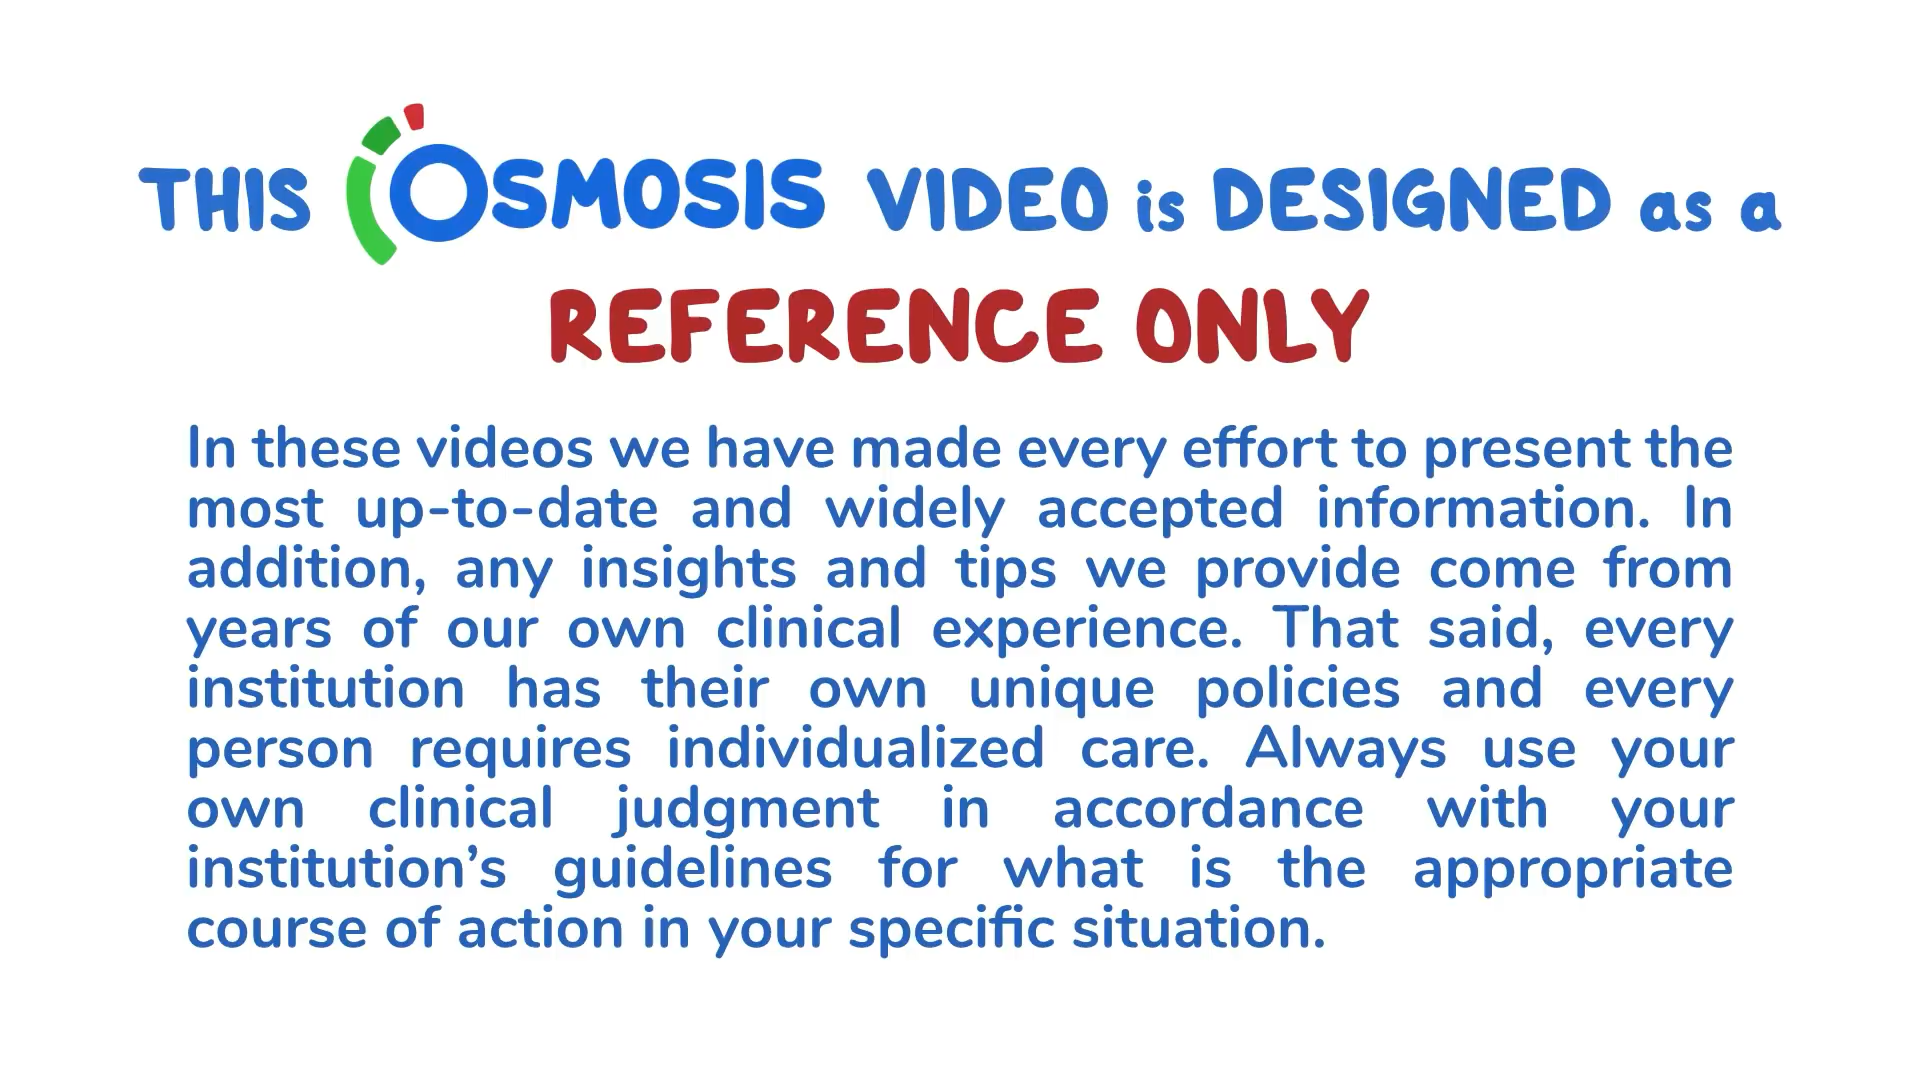 THIS OSMOSIS VIDEO is DESIGNED as a
REFERENCE ONLY
In these videos we have made every effort to present the
most up-to-date and widely accepted information. In
addition, any insights and tips we provide come from
years of our own clinical experience. That said, every
institution has their own unique policies and every
person requires individualized care. Always use your
own clinical judgment in accordance with your
institution’s guidelines for what is the appropriate
course of action in your specific situation.